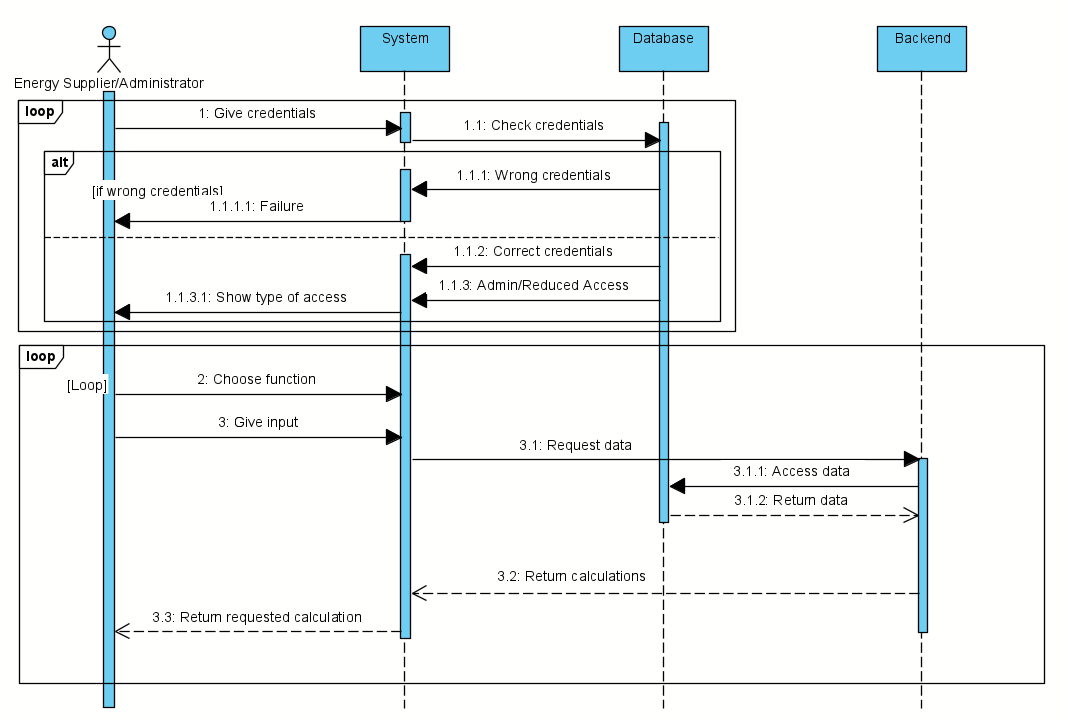 System
Database
Backend
Energy Supplier/Administrator
loop
1: Give credentials
1.1: Check credentials
alt
1.1.1: Wrong credentials
[if wrong credentials]
1.1.1.1: Failure
1.1.2: Correct credentials
1.1.3: Admin/Reduced Access
1.1.3.1: Show type of access
loop
[Loop]
2: Choose function
3: Give input
3.1: Request data
3.1.1: Access data
3.1.2: Return data
3.2: Return calculations
3.3: Return requested calculation